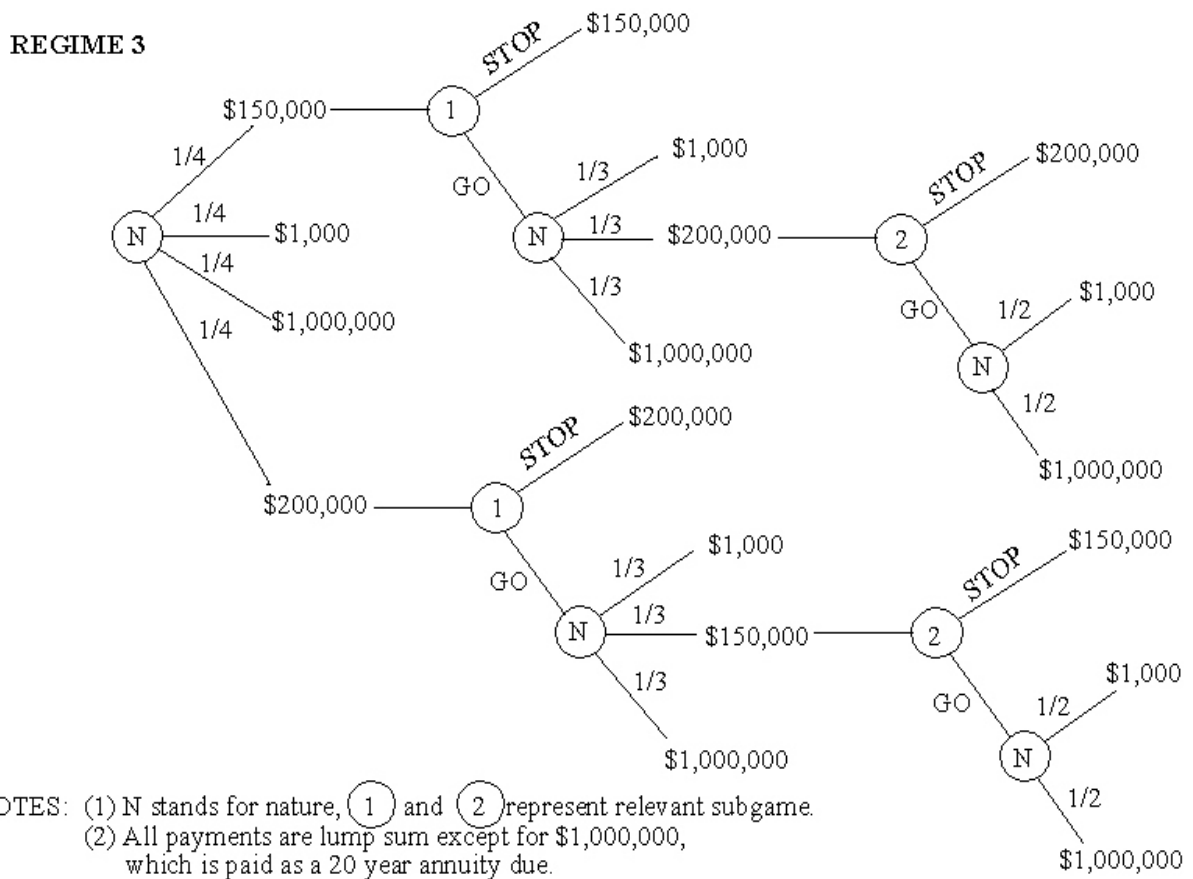 REGIME 3
STOP
$150,000
$150,000
1
1/4
GO
1/3
$1,000
STOP
$200,000
N
1/4
$1,000
N
1/3
$200,000
2
1/4
$1,000,000
1/4
1/3
$1,000,000
GO
1/2
$1,000
N
1/2
$1,000,000
STOP
$200,000
$200,000
1
GO
1/3
$1,000
STOP
$150,000
N
1/3
$150,000
2
1/3
$1,000,000
GO
1/2
$1,000
N
1/2
$1,000,000
OTES: (1) N stands for nature, 1 and 2 represent relevant subgame.
(2) All payments are lump sum except for $1,000,000,
which is paid as a 20 year annuity due.